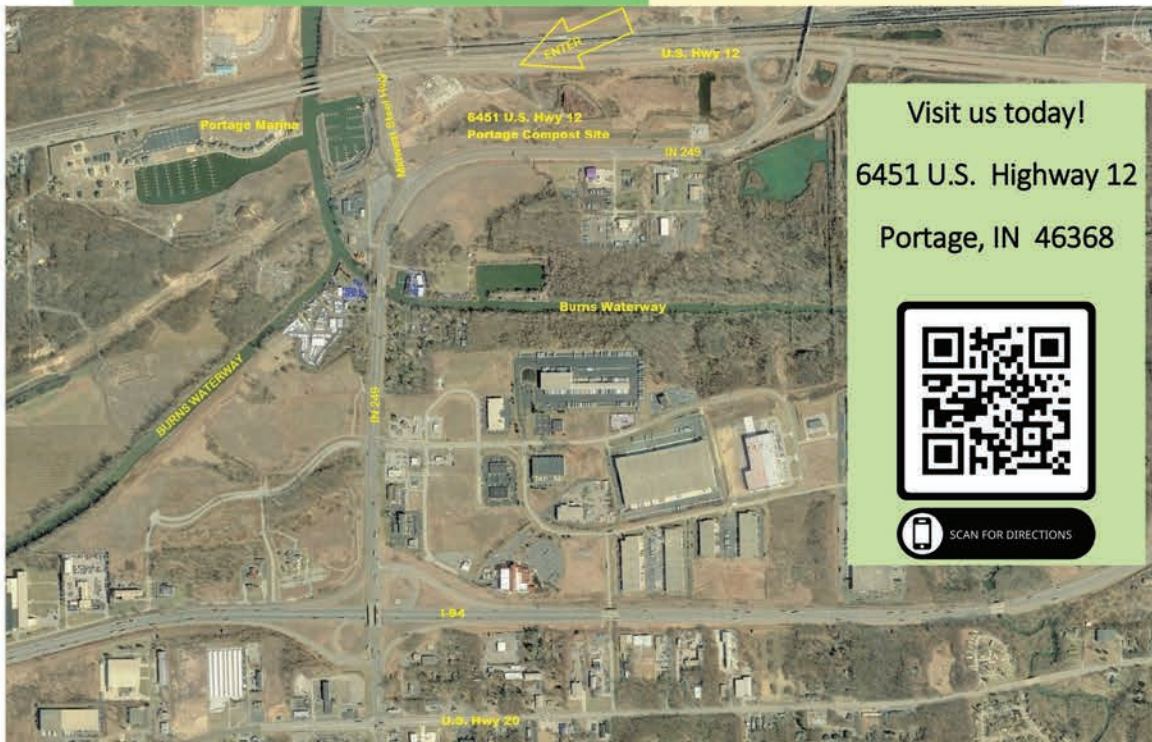 ENTER
U.S. Hwy 12
Portage Marina
Midwest Steel Hwy
6451 U.S. Hwy 12
Portage Compost Site
IN 249
Burns Waterway
BURNS WATERWAY
IN 249
I-94
U.S. Hwy 20
Visit us today!
6451 U.S. Highway 12
Portage, IN 46368
SCAN FOR DIRECTIONS